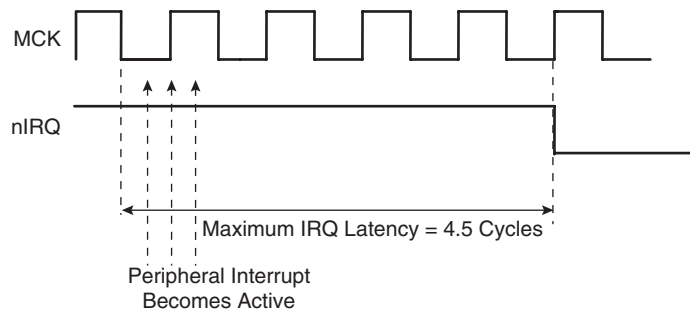 MCK
nIRQ
Maximum IRQ Latency = 4.5 Cycles
Peripheral Interrupt
Becomes Active